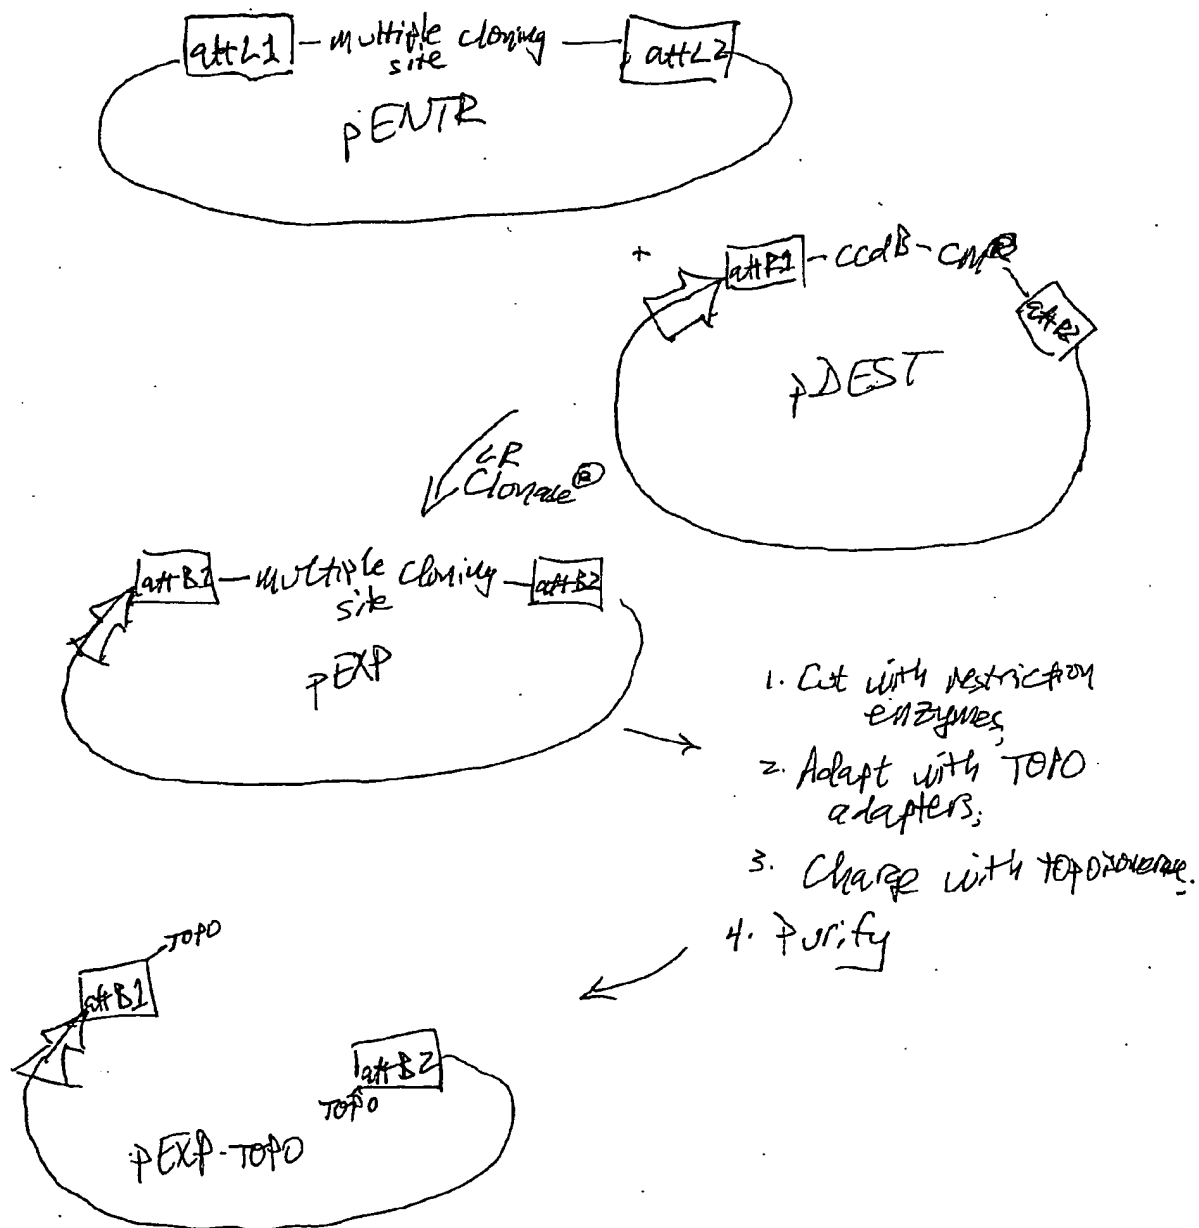 attL1 – multiple cloning – attL2
site
pENTR
+
attR1 – ccdB – CmR
attR2
pDEST
LR
Clonase®
attB1 – multiple cloning – attB2
site
pEXP
1. Cut with restriction
enzymes;
2. Adapt with TOPO
adapters;
3. Charge with topoisomerase.
4. Purify
TOPO
attB1
attB2
TOPO
pEXP-TOPO